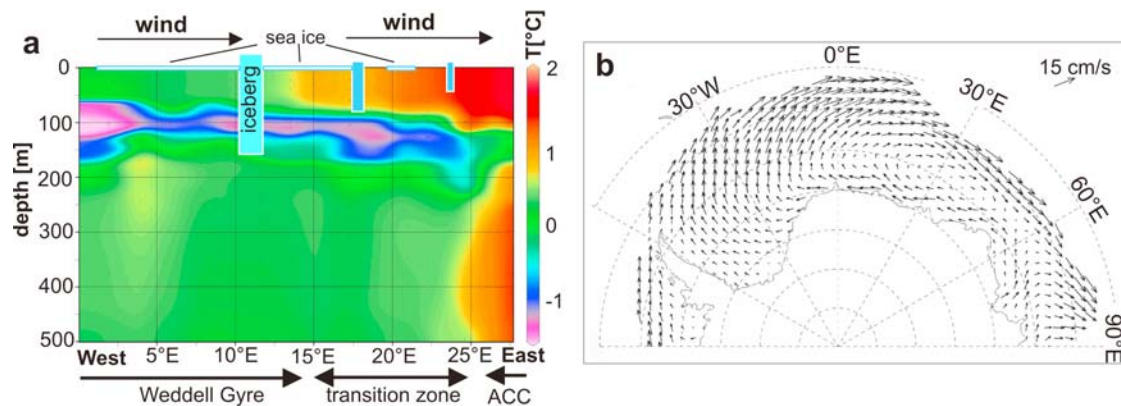 a
wind
sea ice
wind
T[°C]
0
100
200
300
400
500
depth [m]
iceberg
2
1
0
-1
West
5°E
10°E
15°E
20°E
25°E
East
Weddell Gyre
transition zone
ACC
b
0°E
15 cm/s
30°W
30°E
60°E
90°E